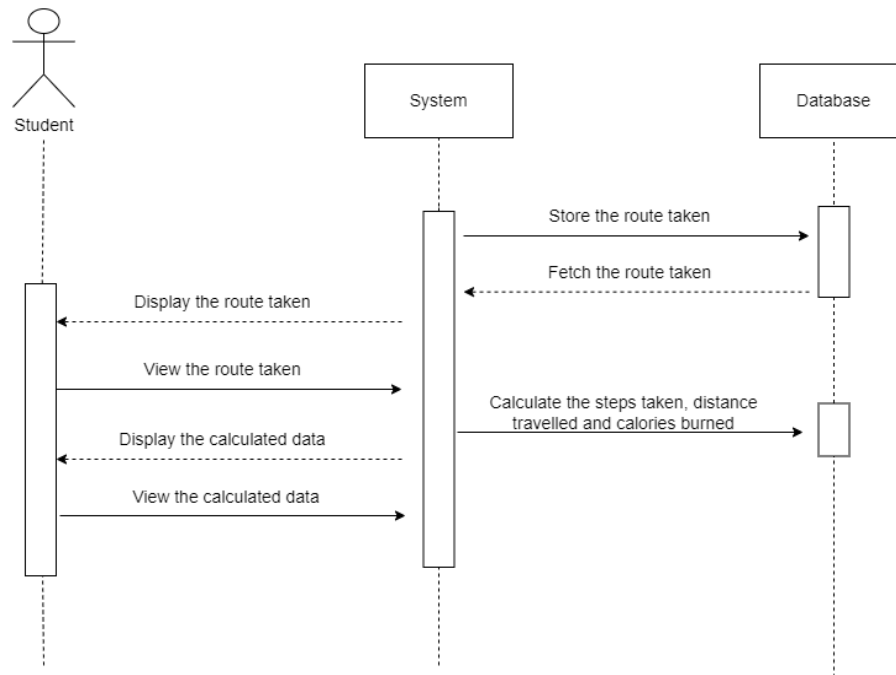 Student
System
Database
Store the route taken
Fetch the route taken
Display the route taken
View the route taken
Calculate the steps taken, distance
travelled and calories burned
Display the calculated data
View the calculated data